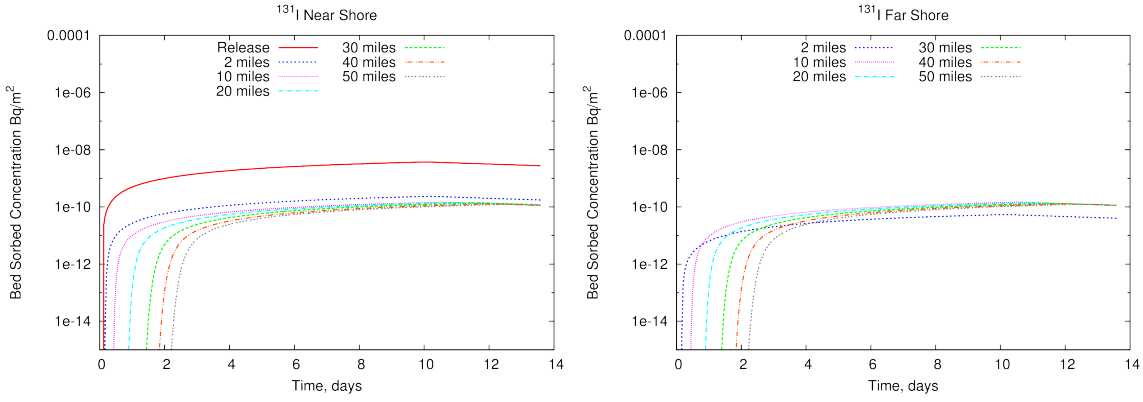 ¹³¹I Near Shore
0.0001
1e-06
1e-08
1e-10
1e-12
1e-14
Bed Sorbed Concentration Bq/m²
Release
2 miles
10 miles
20 miles
30 miles
40 miles
50 miles
0 2 4 6 8 10 12 14
Time, days
¹³¹I Far Shore
0.0001
1e-06
1e-08
1e-10
1e-12
1e-14
Bed Sorbed Concentration Bq/m²
2 miles
10 miles
20 miles
30 miles
40 miles
50 miles
0 2 4 6 8 10 12 14
Time, days